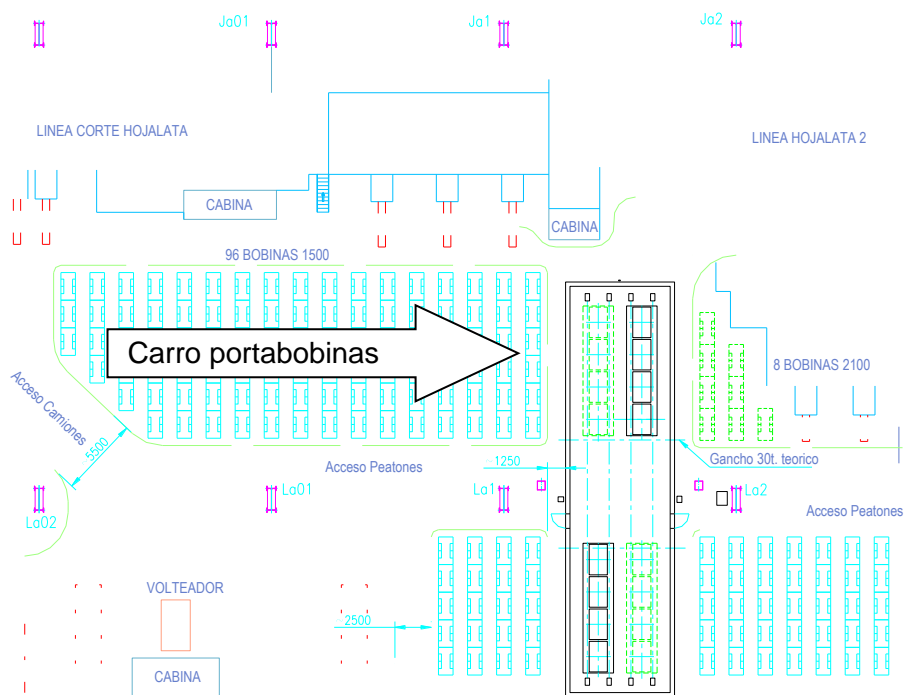 Ja01
Ja1
Ja2
LINEA CORTE HOJALATA
LINEA HOJALATA 2
CABINA
CABINA
96 BOBINAS 1500
Carro portabobinas
8 BOBINAS 2100
Acceso Camiones
5500
Acceso Peatones
1250
Gancho 30t. teorico
La02
La01
La1
La2
Acceso Peatones
VOLTEADOR
2500
CABINA